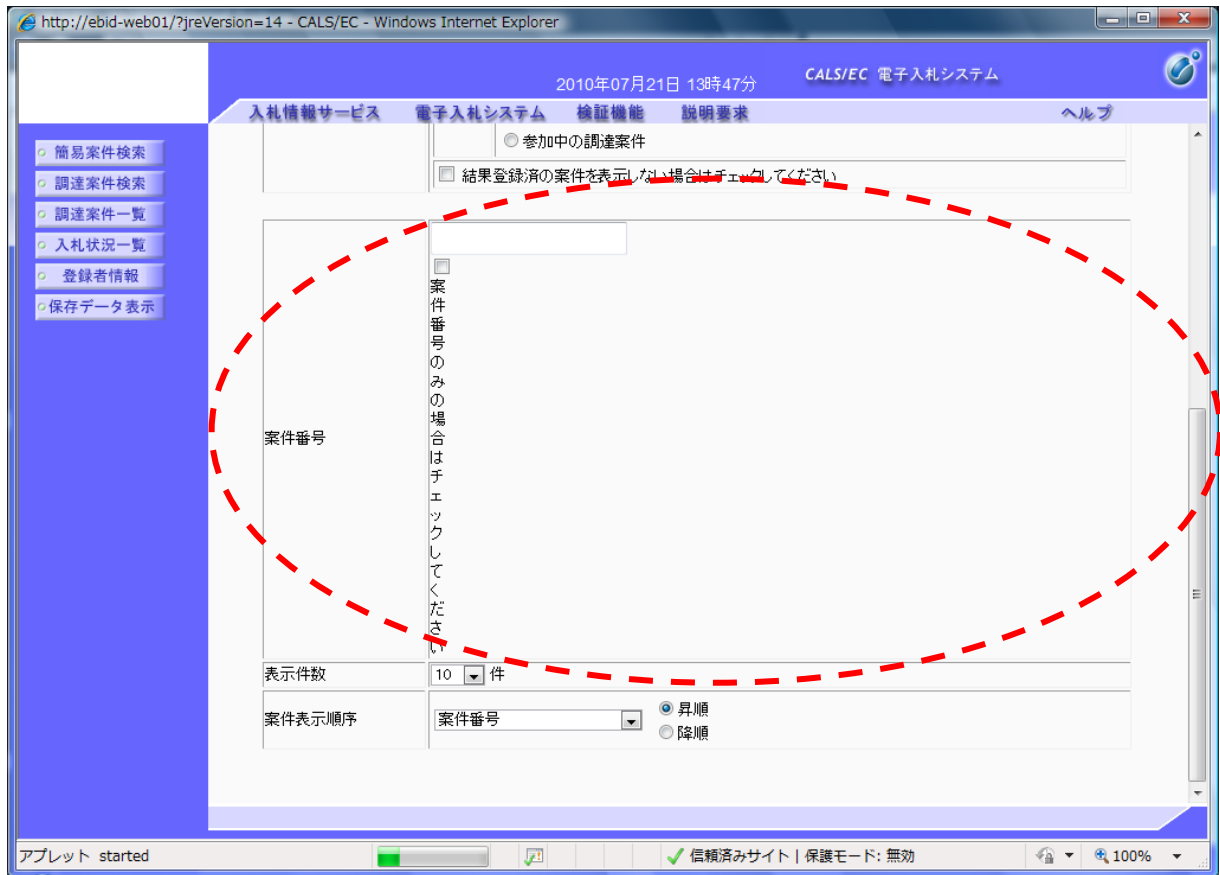 http://ebid-web01/?jreVersion=14 - CALS/EC - Windows Internet Explorer
2010年07月21日 13時47分
CALS/EC 電子入札システム
入札情報サービス 電子入札システム 検証機能 説明要求 ヘルプ
簡易案件検索
調達案件検索
調達案件一覧
入札状況一覧
登録者情報
保存データ表示
参加中の調達案件
結果登録済の案件を表示しない場合はチェックしてください
案件番号
案件番号のみの場合はチェックしてください
表示件数 10 件
案件表示順序 案件番号
昇順
降順
アプレット started
信頼済みサイト | 保護モード: 無効
100%